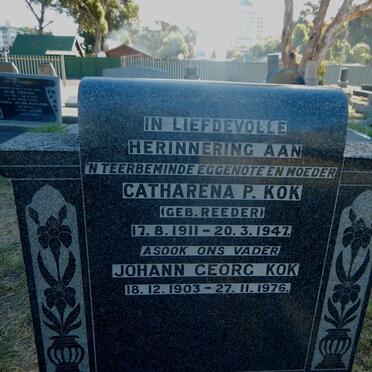 IN LIEFDEVOLLE
HERINNERING AAN
'N TEERBEMINDE EGGENOTE EN MOEDER
CATHARENA P. KOK
(GEB. REEDER)
17.8.1911 - 20.3.1947.
ASOOK ONS VADER
JOHANN GEORG KOK
18.12.1903 - 27.11.1976.